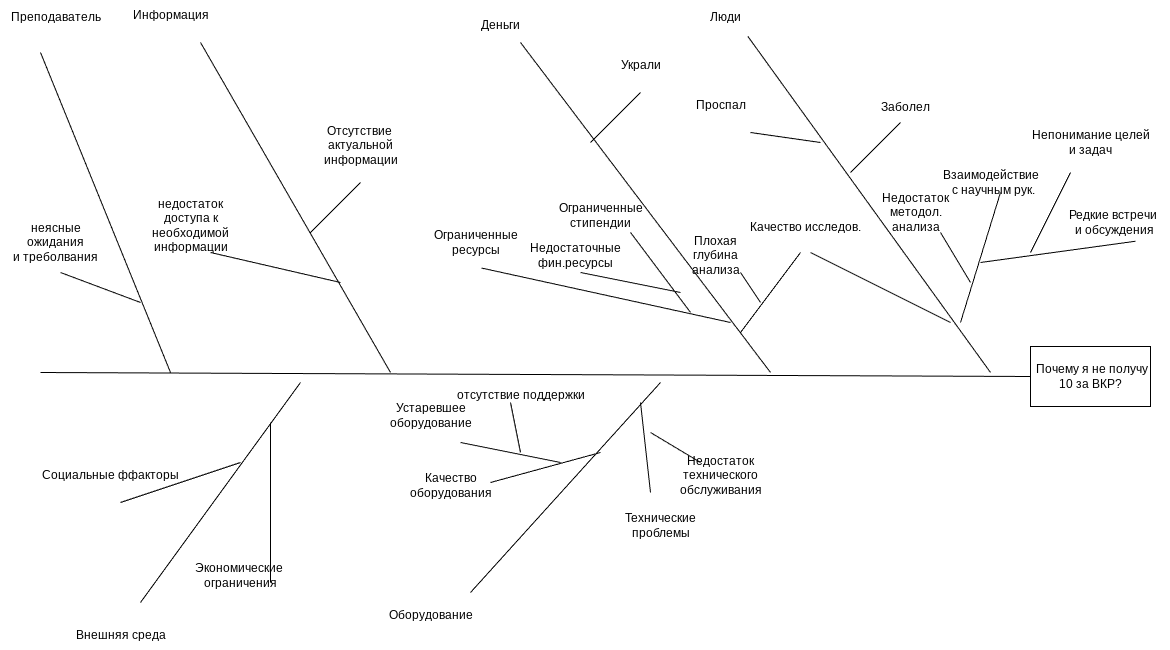 Преподаватель
Информация
Деньги
Люди
Украли
Проспал
Заболел
Отсутствие
актуальной
информации
Непонимание целей
и задач
Взаимодействие
с научным рук.
Недостаток
методол.
анализа
Редкие встречи
и обсуждения
недостаток
доступа к
необходимой
информации
неясные
ожидания
и треболвания
Ограниченные
стипендии
Ограниченные
ресурсы
Недостаточные
фин.ресурсы
Плохая
глубина
анализа
Качество исследов.
Почему я не получу
10 за ВКР?
отсутствие поддержки
Устаревшее
оборудование
Социальные ффакторы
Качество
оборудования
Недостаток
технического
обслуживания
Технические
проблемы
Экономические
ограничения
Оборудование
Внешняя среда